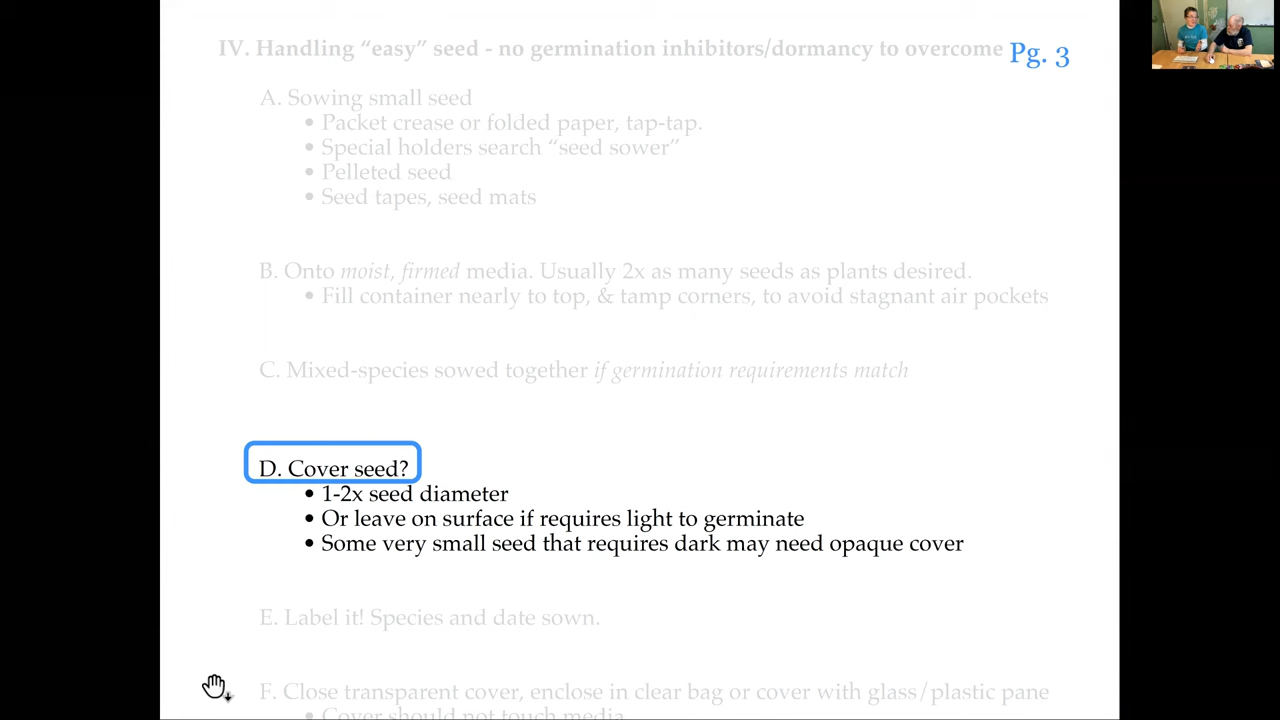 IV. Handling “easy” seed - no germination inhibitors/dormancy to overcome Pg. 3
A. Sowing small seed
• Packet crease or folded paper, tap-tap.
• Special holders search “seed sower”
• Pelleted seed
• Seed tapes, seed mats
B. Onto moist, firmed media. Usually 2x as many seeds as plants desired.
• Fill container nearly to top, & tamp corners, to avoid stagnant air pockets
C. Mixed-species sowed together if germination requirements match
D. Cover seed?
• 1-2x seed diameter
• Or leave on surface if requires light to germinate
• Some very small seed that requires dark may need opaque cover
E. Label it! Species and date sown.
F. Close transparent cover, enclose in clear bag or cover with glass/plastic pane
• Cover should not touch media